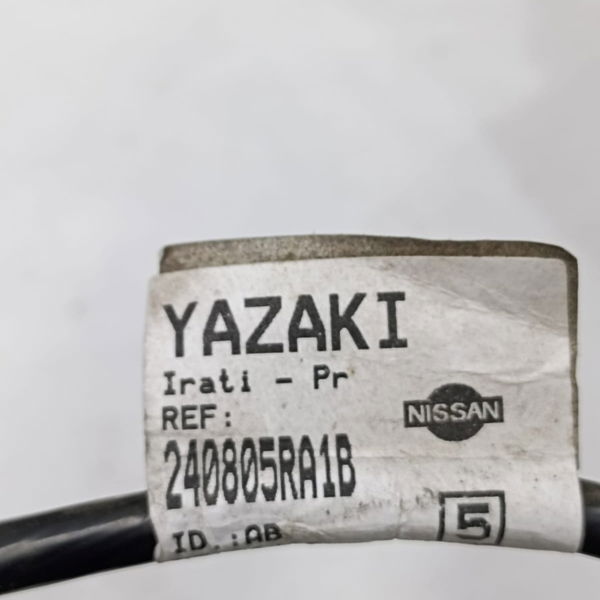 YAZAKI
Irati - Pr
REF:
NISSAN
240805RA1B
ID.:AB
5